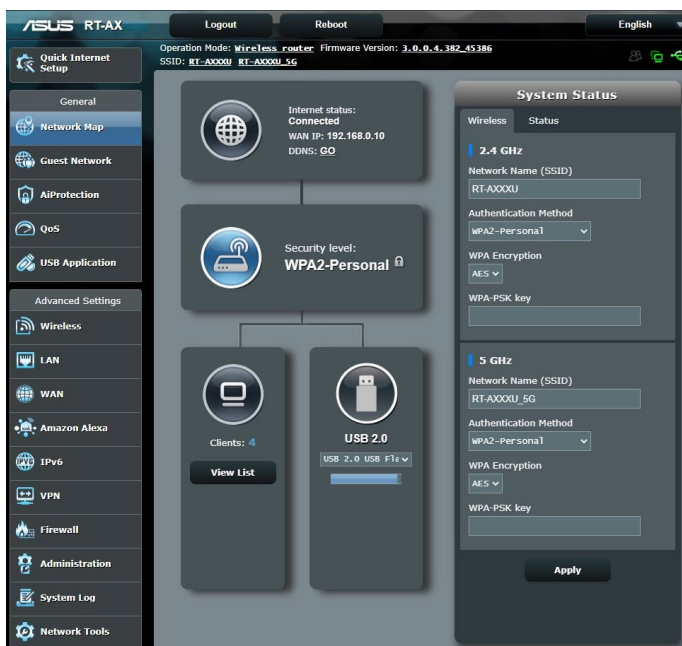 ASUS RT-AX
Logout
Reboot
English
Operation Mode: Wireless router Firmware Version: 3.0.0.4.382_45386
SSID: RT-AXXXU RT-AXXXU_5G
Quick Internet
Setup
General
Network Map
Guest Network
AiProtection
QoS
USB Application
Advanced Settings
Wireless
LAN
WAN
Amazon Alexa
IPv6
VPN
Firewall
Administration
System Log
Network Tools
Internet status:
Connected
WAN IP: 192.168.0.10
DDNS: GO
Security level:
WPA2-Personal
Clients: 4
View List
USB 2.0
USB 2.0 USB Fla
System Status
Wireless
Status
2.4 GHz
Network Name (SSID)
RT-AXXXU
Authentication Method
WPA2-Personal
WPA Encryption
AES
WPA-PSK key
5 GHz
Network Name (SSID)
RT-AXXXU_5G
Authentication Method
WPA2-Personal
WPA Encryption
AES
WPA-PSK key
Apply